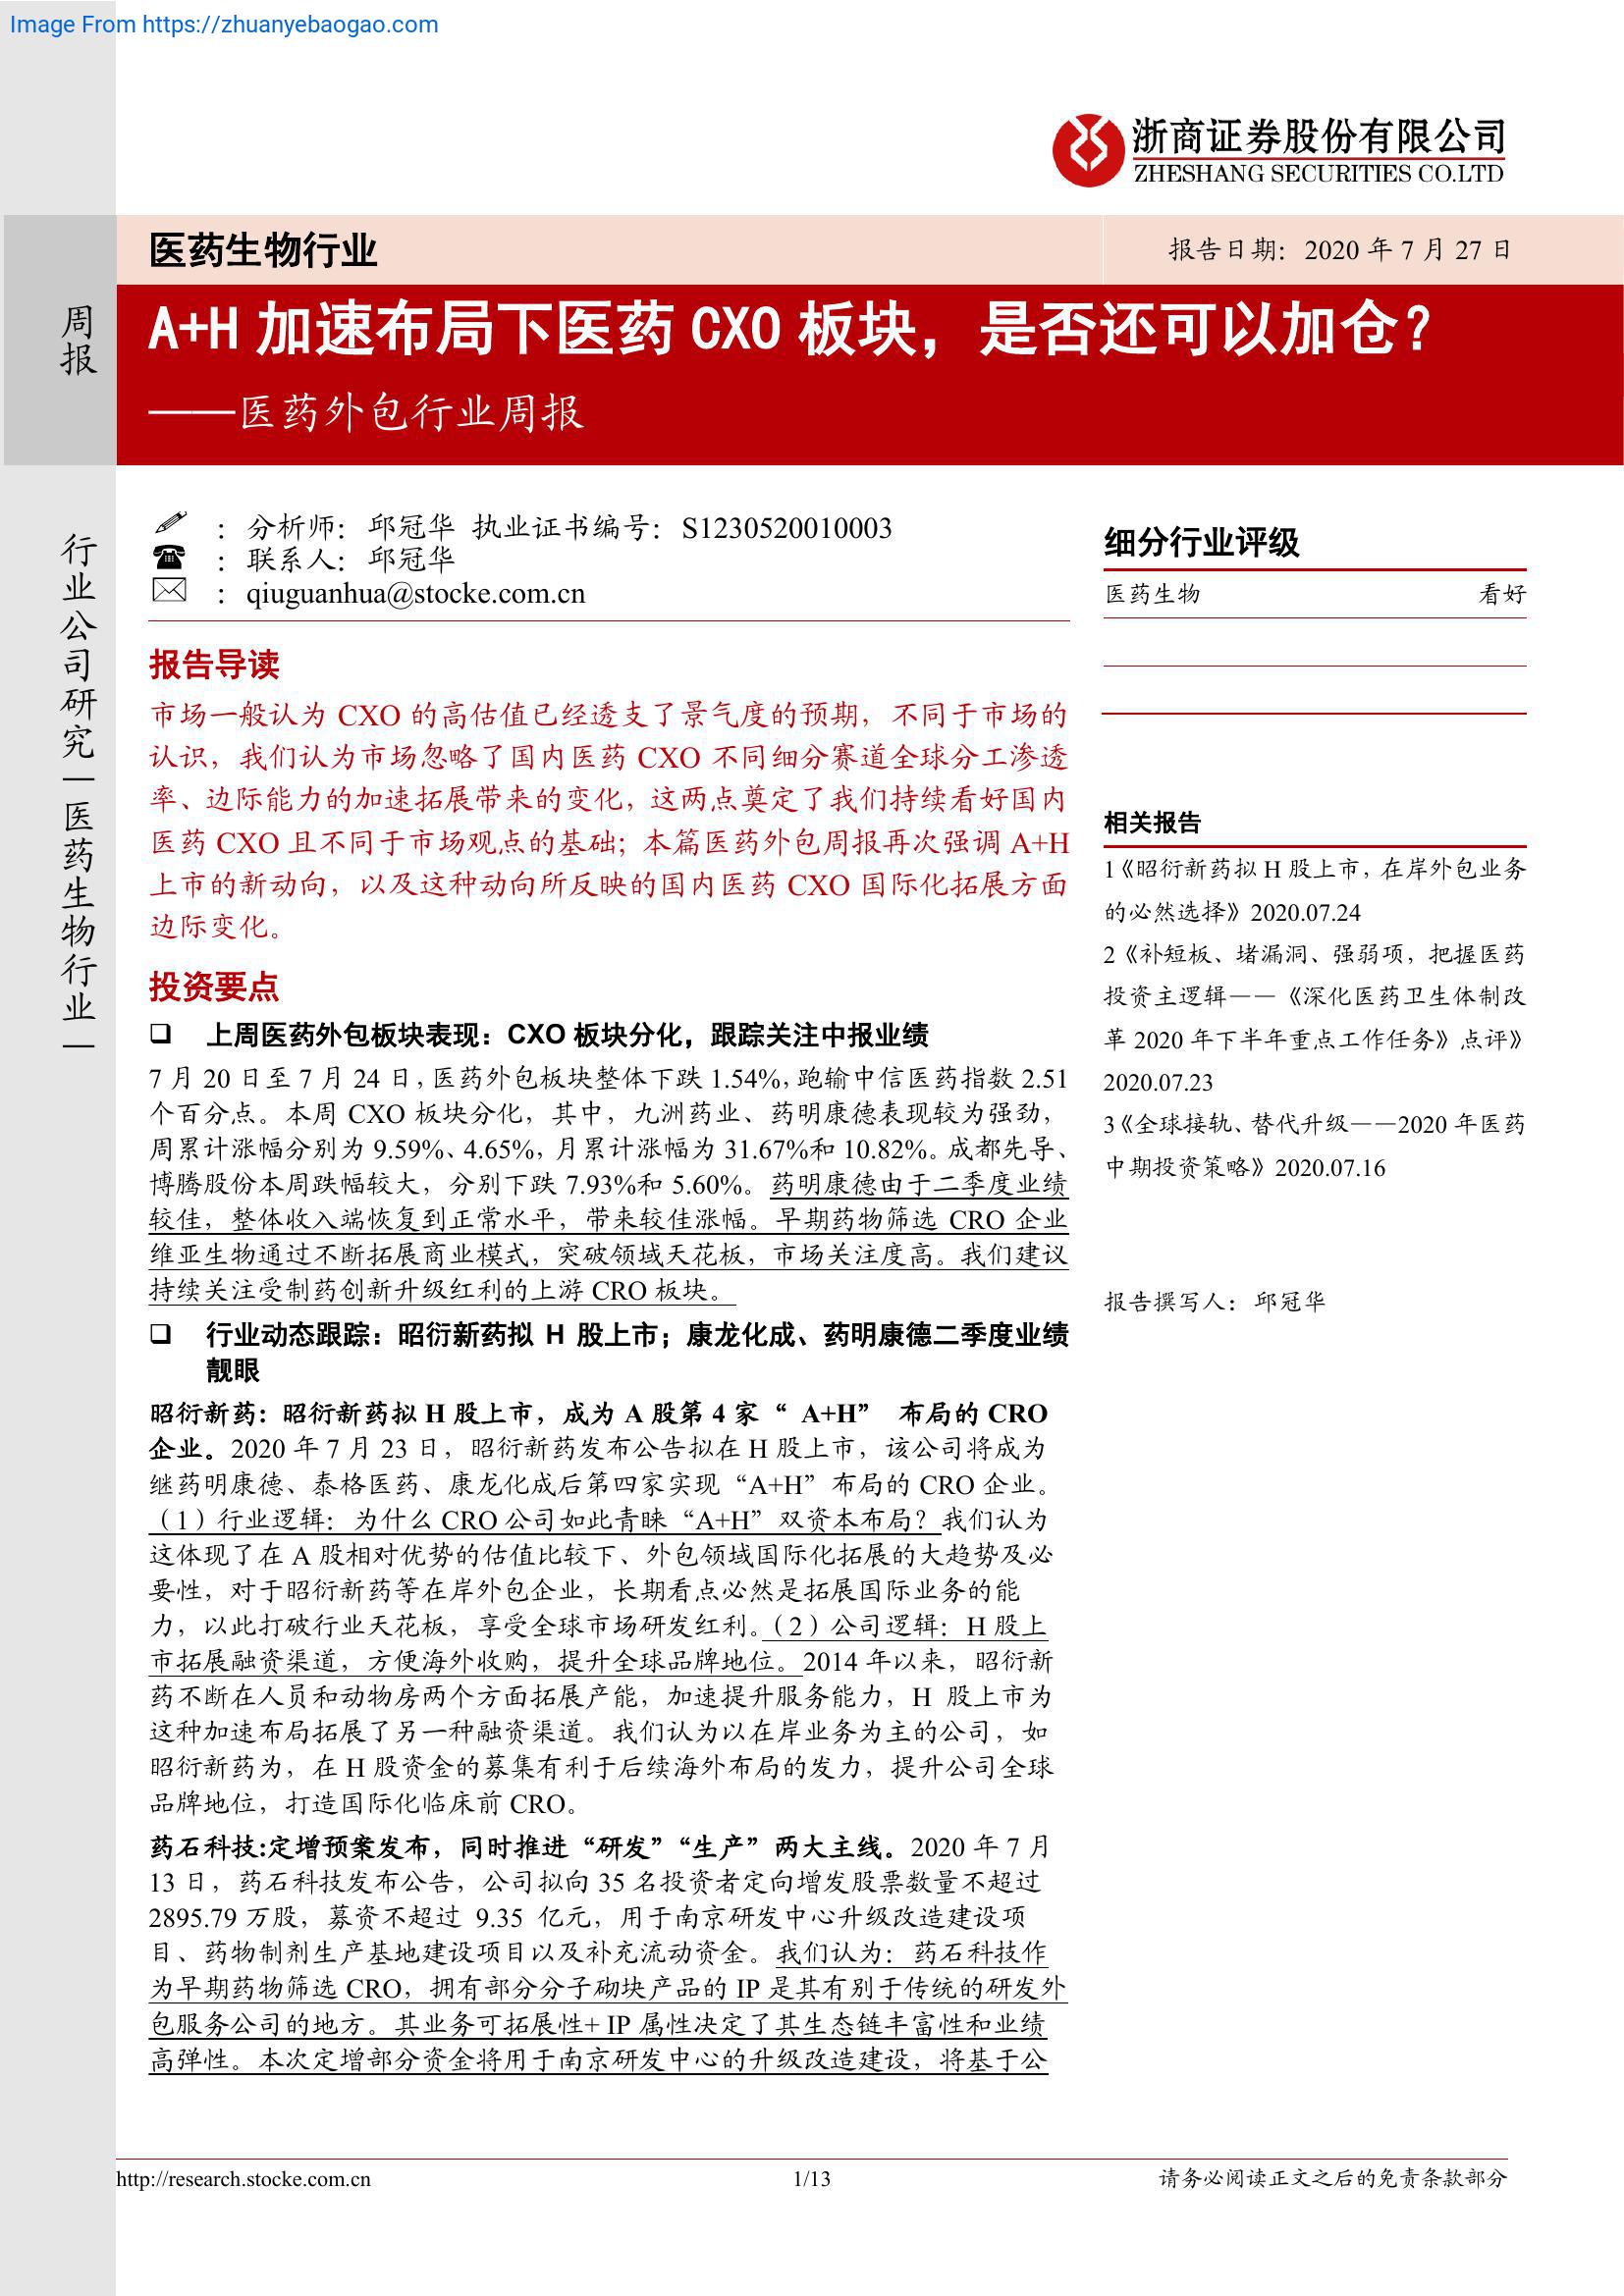 Image From https://zhuanyebaogao.com
浙商证券股份有限公司
ZHESHANG SECURITIES CO.LTD
医药生物行业
报告日期：2020 年 7 月 27 日
周报
A+H 加速布局下医药 CXO 板块，是否还可以加仓？
——医药外包行业周报
行业公司研究｜医药生物行业｜
：分析师：邱冠华 执业证书编号：S1230520010003
：联系人：邱冠华
：qiuguanhua@stocke.com.cn
报告导读
市场一般认为 CXO 的高估值已经透支了景气度的预期，不同于市场的
认识，我们认为市场忽略了国内医药 CXO 不同细分赛道全球分工渗透
率、边际能力的加速拓展带来的变化，这两点奠定了我们持续看好国内
医药 CXO 且不同于市场观点的基础；本篇医药外包周报再次强调 A+H
上市的新动向，以及这种动向所反映的国内医药 CXO 国际化拓展方面
边际变化。
投资要点
❑ 上周医药外包板块表现：CXO 板块分化，跟踪关注中报业绩
7 月 20 日至 7 月 24 日，医药外包板块整体下跌 1.54%，跑输中信医药指数 2.51
个百分点。本周 CXO 板块分化，其中，九洲药业、药明康德表现较为强劲，
周累计涨幅分别为 9.59%、4.65%，月累计涨幅为 31.67%和 10.82%。成都先导、
博腾股份本周跌幅较大，分别下跌 7.93%和 5.60%。药明康德由于二季度业绩
较佳，整体收入端恢复到正常水平，带来较佳涨幅。早期药物筛选 CRO 企业
维亚生物通过不断拓展商业模式，突破领域天花板，市场关注度高。我们建议
持续关注受制药创新升级红利的上游 CRO 板块。
❑ 行业动态跟踪：昭衍新药拟 H 股上市；康龙化成、药明康德二季度业绩
靓眼
昭衍新药：昭衍新药拟 H 股上市，成为 A 股第 4 家“ A+H” 布局的 CRO
企业。2020 年 7 月 23 日，昭衍新药发布公告拟在 H 股上市，该公司将成为
继药明康德、泰格医药、康龙化成后第四家实现“A+H”布局的 CRO 企业。
（1）行业逻辑：为什么 CRO 公司如此青睐“A+H”双资本布局？我们认为
这体现了在 A 股相对优势的估值比较下、外包领域国际化拓展的大趋势及必
要性，对于昭衍新药等在岸外包企业，长期看点必然是拓展国际业务的能
力，以此打破行业天花板，享受全球市场研发红利。（2）公司逻辑：H 股上
市拓展融资渠道，方便海外收购，提升全球品牌地位。2014 年以来，昭衍新
药不断在人员和动物房两个方面拓展产能，加速提升服务能力，H 股上市为
这种加速布局拓展了另一种融资渠道。我们认为以在岸业务为主的公司，如
昭衍新药为，在 H 股资金的募集有利于后续海外布局的发力，提升公司全球
品牌地位，打造国际化临床前 CRO。
药石科技:定增预案发布，同时推进“研发”“生产”两大主线。2020 年 7 月
13 日，药石科技发布公告，公司拟向 35 名投资者定向增发股票数量不超过
2895.79 万股，募资不超过 9.35 亿元，用于南京研发中心升级改造建设项
目、药物制剂生产基地建设项目以及补充流动资金。我们认为：药石科技作
为早期药物筛选 CRO，拥有部分分子砌块产品的 IP 是其有别于传统的研发外
包服务公司的地方。其业务可拓展性+ IP 属性决定了其生态链丰富性和业绩
高弹性。本次定增部分资金将用于南京研发中心的升级改造建设，将基于公
细分行业评级
医药生物 看好
相关报告
1《昭衍新药拟 H 股上市，在岸外包业务
的必然选择》2020.07.24
2《补短板、堵漏洞、强弱项，把握医药
投资主逻辑——《深化医药卫生体制改
革 2020 年下半年重点工作任务》点评》
2020.07.23
3《全球接轨、替代升级——2020 年医药
中期投资策略》2020.07.16
报告撰写人：邱冠华
http://research.stocke.com.cn
1/13
请务必阅读正文之后的免责条款部分